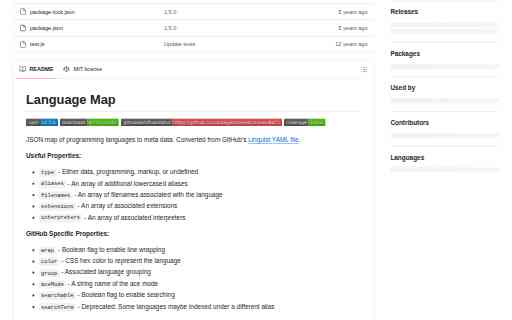 package-lock.json 1.5.0 5 years ago
package.json 1.5.0 5 years ago
test.js Update tests 12 years ago
README MIT license
Language Map
JSON map of programming languages to meta data. Converted from GitHub's Linguist YAML file.
Useful Properties:
type - Either data, programming, markup, or undefined
aliases - An array of additional lowercased aliases
filenames - An array of filenames associated with the language
extensions - An array of associated extensions
interpreters - An array of associated interpreters
GitHub Specific Properties:
wrap - Boolean flag to enable line wrapping
color - CSS hex color to represent the language
group - Associated language grouping
aceMode - A string name of the ace mode
searchable - Boolean flag to enable searching
searchTerm - Deprecated: Some languages maybe indexed under a different alias
Releases
Packages
Used by
Contributors
Languages